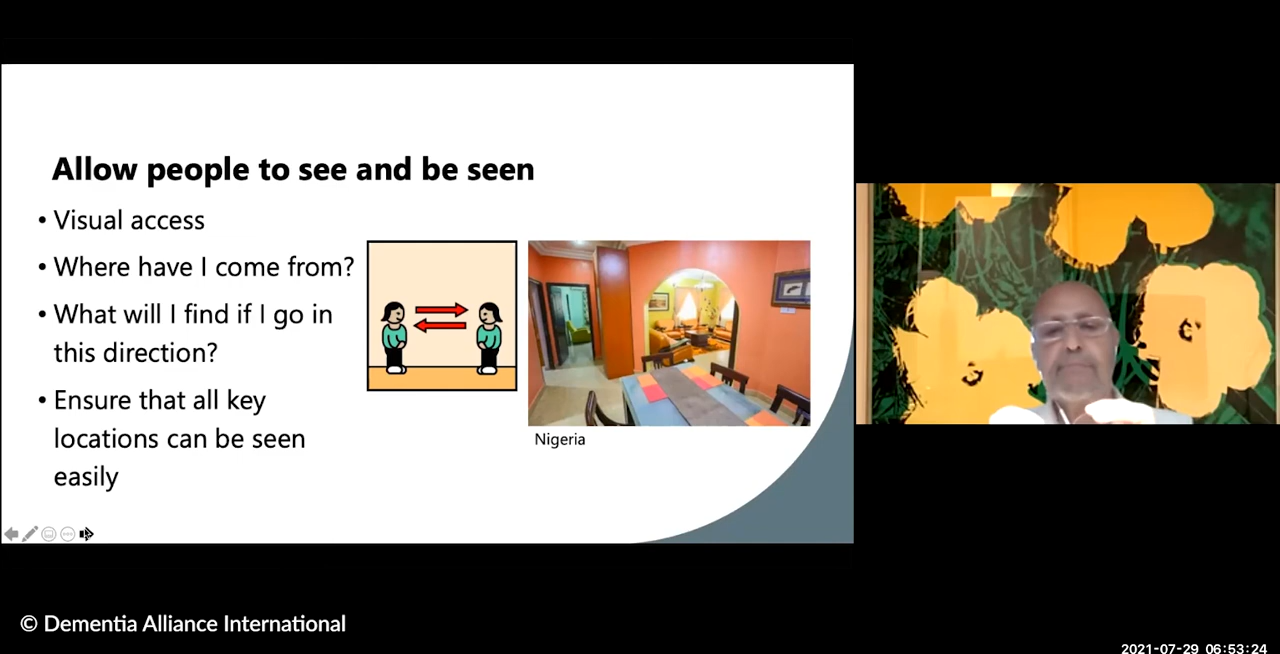 Allow people to see and be seen
• Visual access
• Where have I come from?
• What will I find if I go in
this direction?
• Ensure that all key
locations can be seen
easily
Nigeria
© Dementia Alliance International
2021-07-29 06:53:24